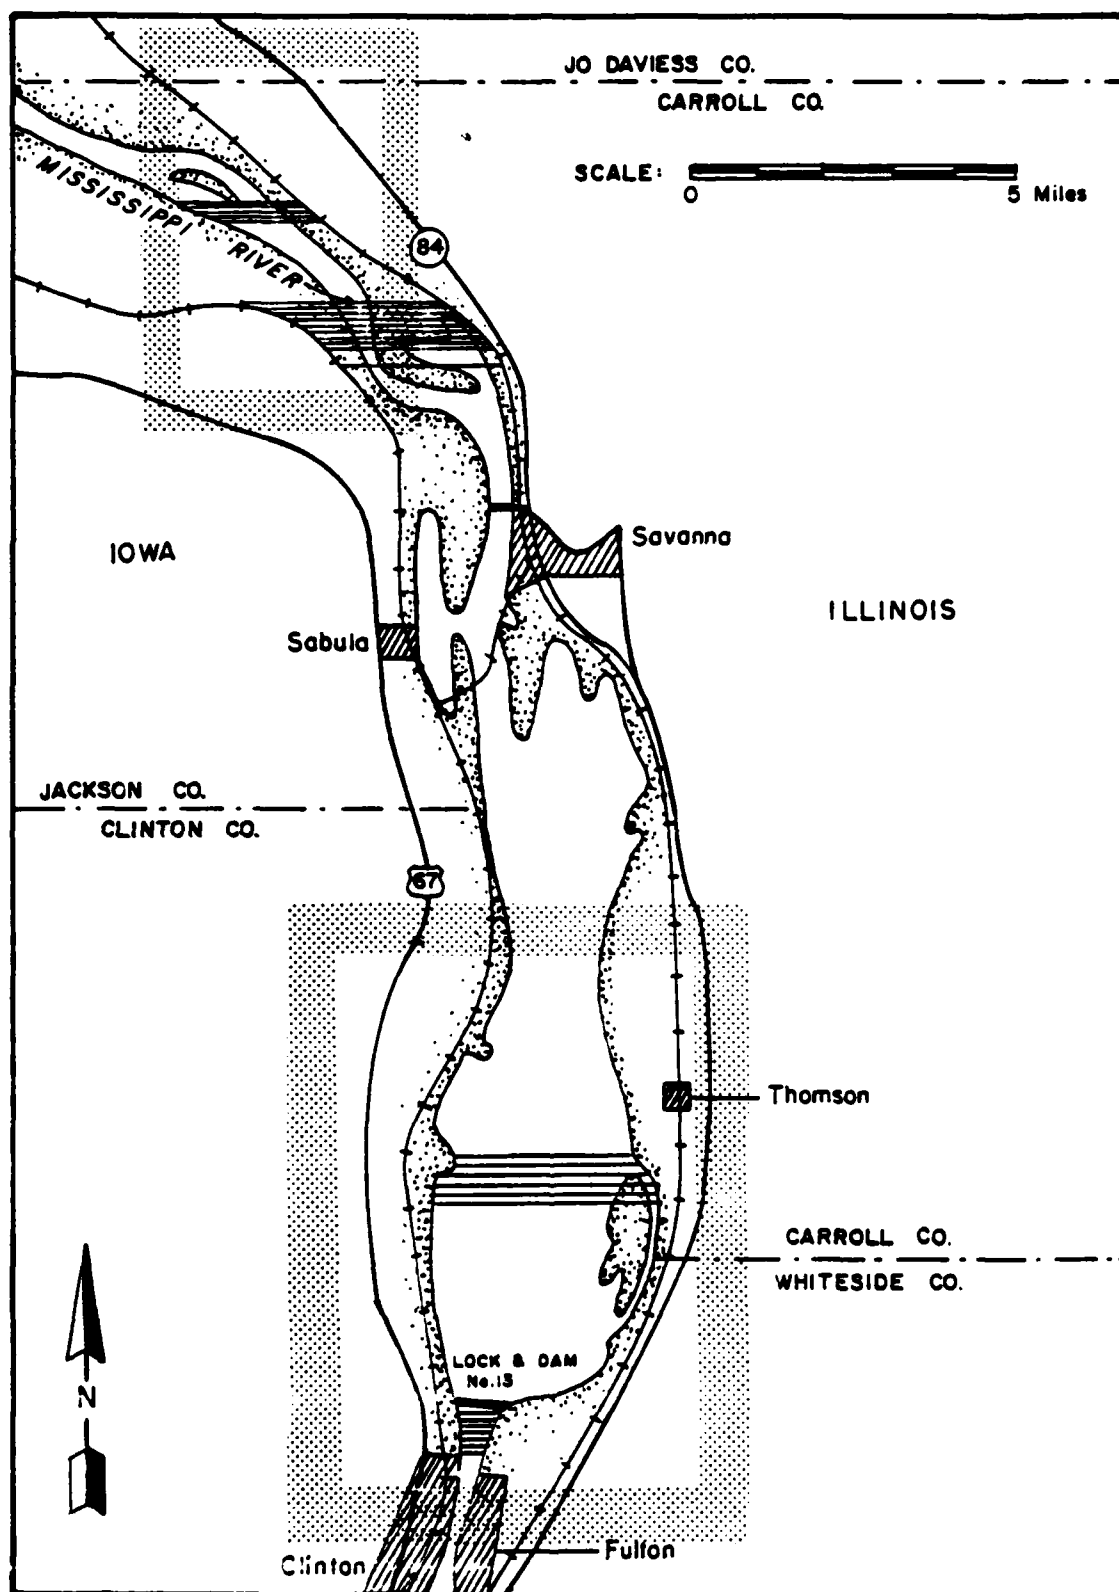 JO DAVIESS CO.
CARROLL CO.
SCALE:
0 5 Miles
MISSISSIPPI RIVER
84
IOWA
Savanna
ILLINOIS
Sabula
JACKSON CO.
CLINTON CO.
67
Thomson
CARROLL CO.
WHITESIDE CO.
LOCK & DAM
No.13
N
Clinton
Fulton